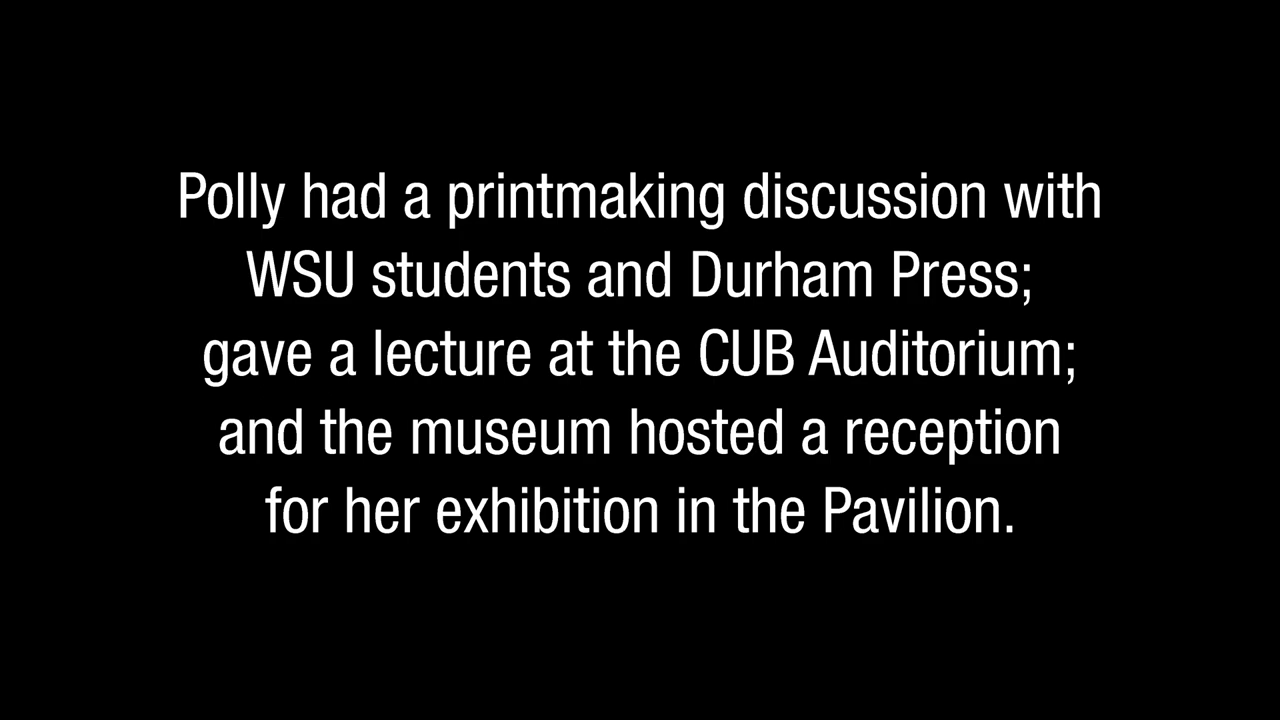 Polly had a printmaking discussion with
WSU students and Durham Press;
gave a lecture at the CUB Auditorium;
and the museum hosted a reception
for her exhibition in the Pavilion.